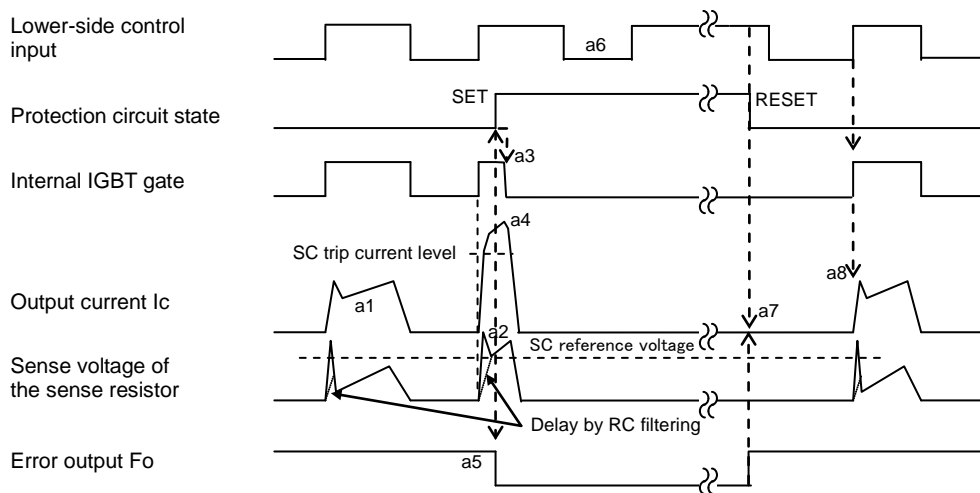 Lower-side control
input
a6
Protection circuit state
SET
RESET
a3
Internal IGBT gate
a4
SC trip current level
a8
Output current Ic
a1
a7
a2
SC reference voltage
Sense voltage of
the sense resistor
Delay by RC filtering
Error output Fo
a5